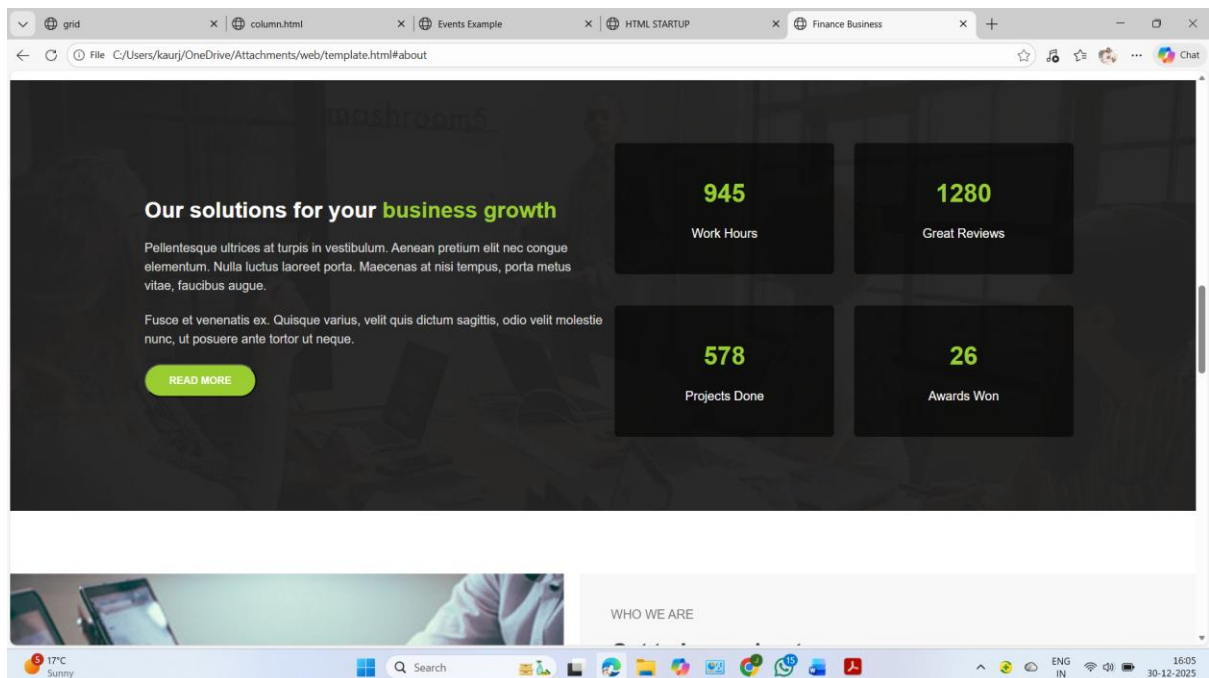 grid
column.html
Events Example
HTML STARTUP
Finance Business
File C:/Users/kaurj/OneDrive/Attachments/web/template.html#about
Chat
mashrooms
Our solutions for your business growth
Pellentesque ultrices at turpis in vestibulum. Aenean pretium elit nec congue
elementum. Nulla luctus laoreet porta. Maecenas at nisi tempus, porta metus
vitae, faucibus augue.
Fusce et venenatis ex. Quisque varius, velit quis dictum sagittis, odio velit molestie
nunc, ut posuere ante tortor ut neque.
READ MORE
945
Work Hours
1280
Great Reviews
578
Projects Done
26
Awards Won
WHO WE ARE
5
17°C
Sunny
Search
15
ENG
IN
16:05
30-12-2025